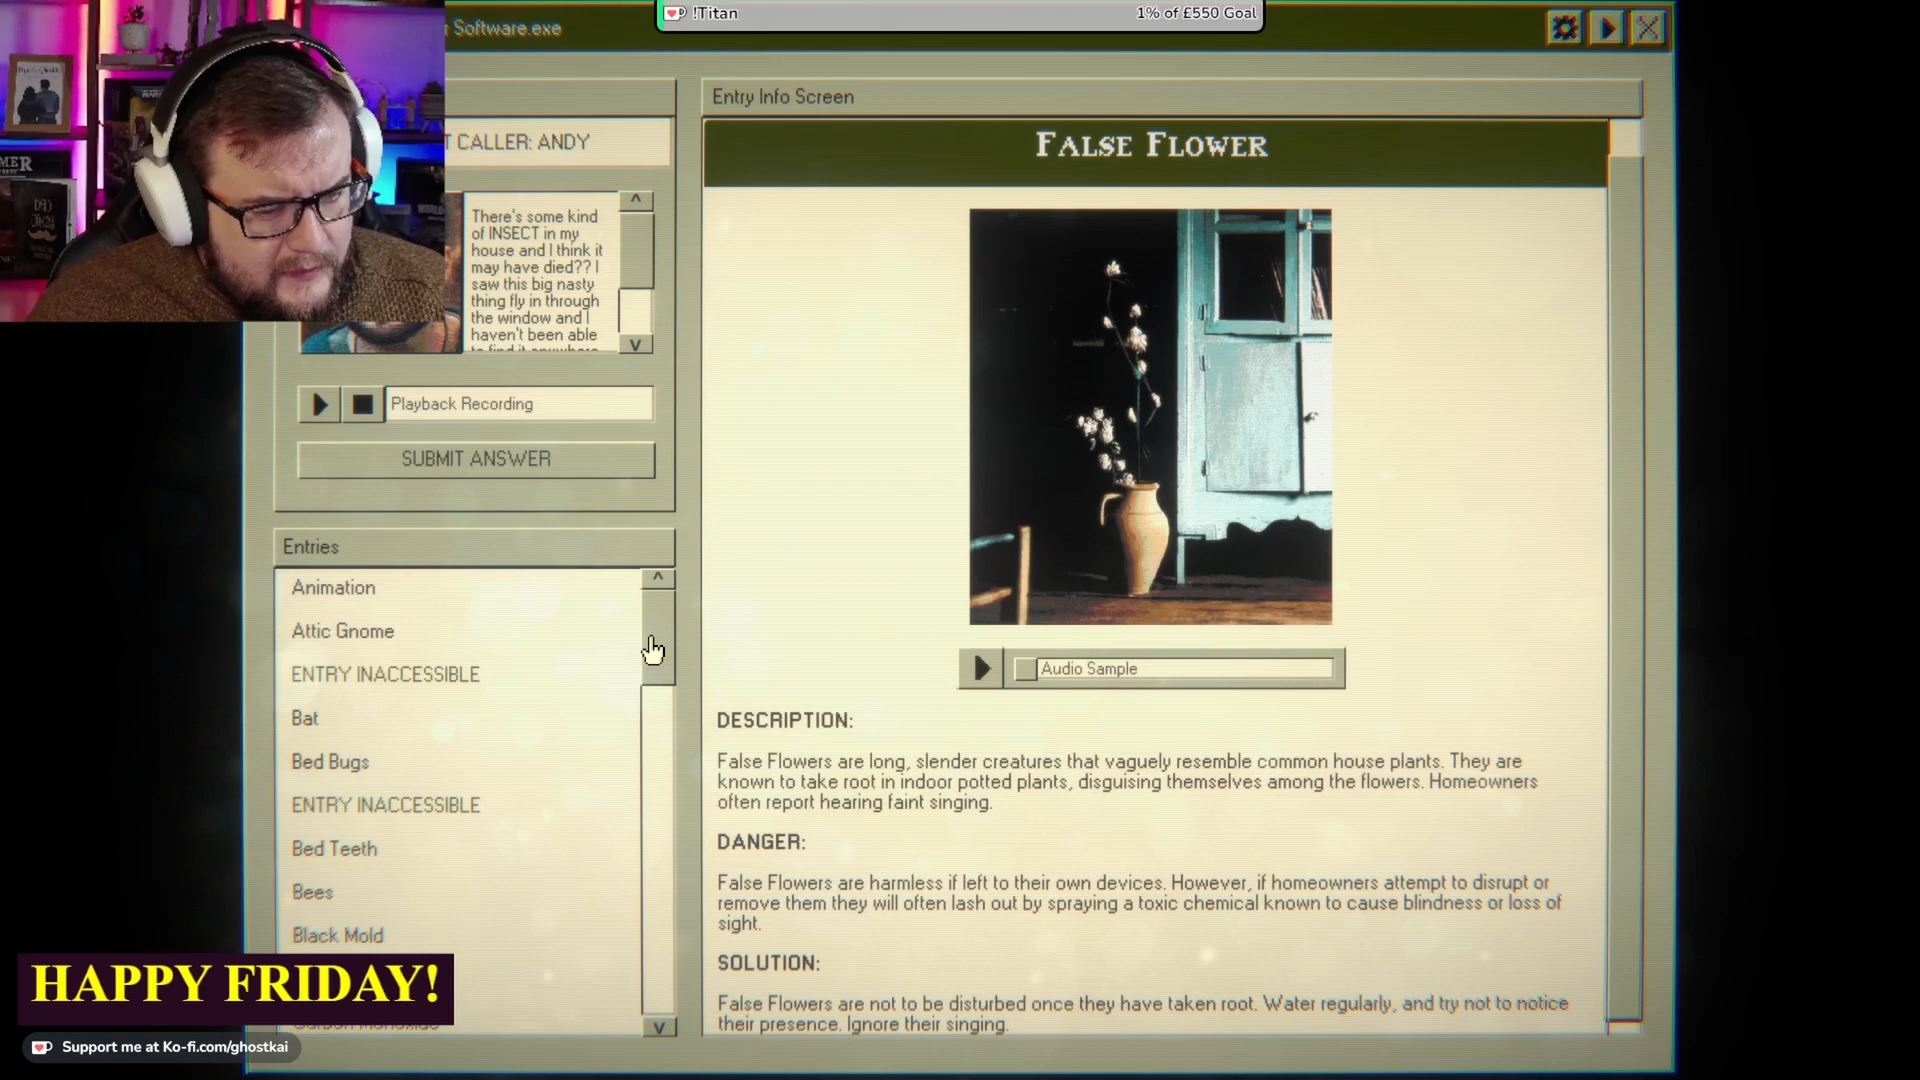 r Software.exe
!Titan
1% of £550 Goal
T CALLER: ANDY
There's some kind
of INSECT in my
house and I think it
may have died?? I
saw this big nasty
thing fly in through
the window and I
haven't been able
to find it anywhere
Playback Recording
SUBMIT ANSWER
Entries
Animation
Attic Gnome
ENTRY INACCESSIBLE
Bat
Bed Bugs
ENTRY INACCESSIBLE
Bed Teeth
Bees
Black Mold
Carbon Monoxide
Entry Info Screen
FALSE FLOWER
Audio Sample
DESCRIPTION:
False Flowers are long, slender creatures that vaguely resemble common house plants. They are
known to take root in indoor potted plants, disguising themselves among the flowers. Homeowners
often report hearing faint singing.
DANGER:
False Flowers are harmless if left to their own devices. However, if homeowners attempt to disrupt or
remove them they will often lash out by spraying a toxic chemical known to cause blindness or loss of
sight.
SOLUTION:
False Flowers are not to be disturbed once they have taken root. Water regularly, and try not to notice
their presence. Ignore their singing.
HAPPY FRIDAY!
Support me at Ko-fi.com/ghostkai